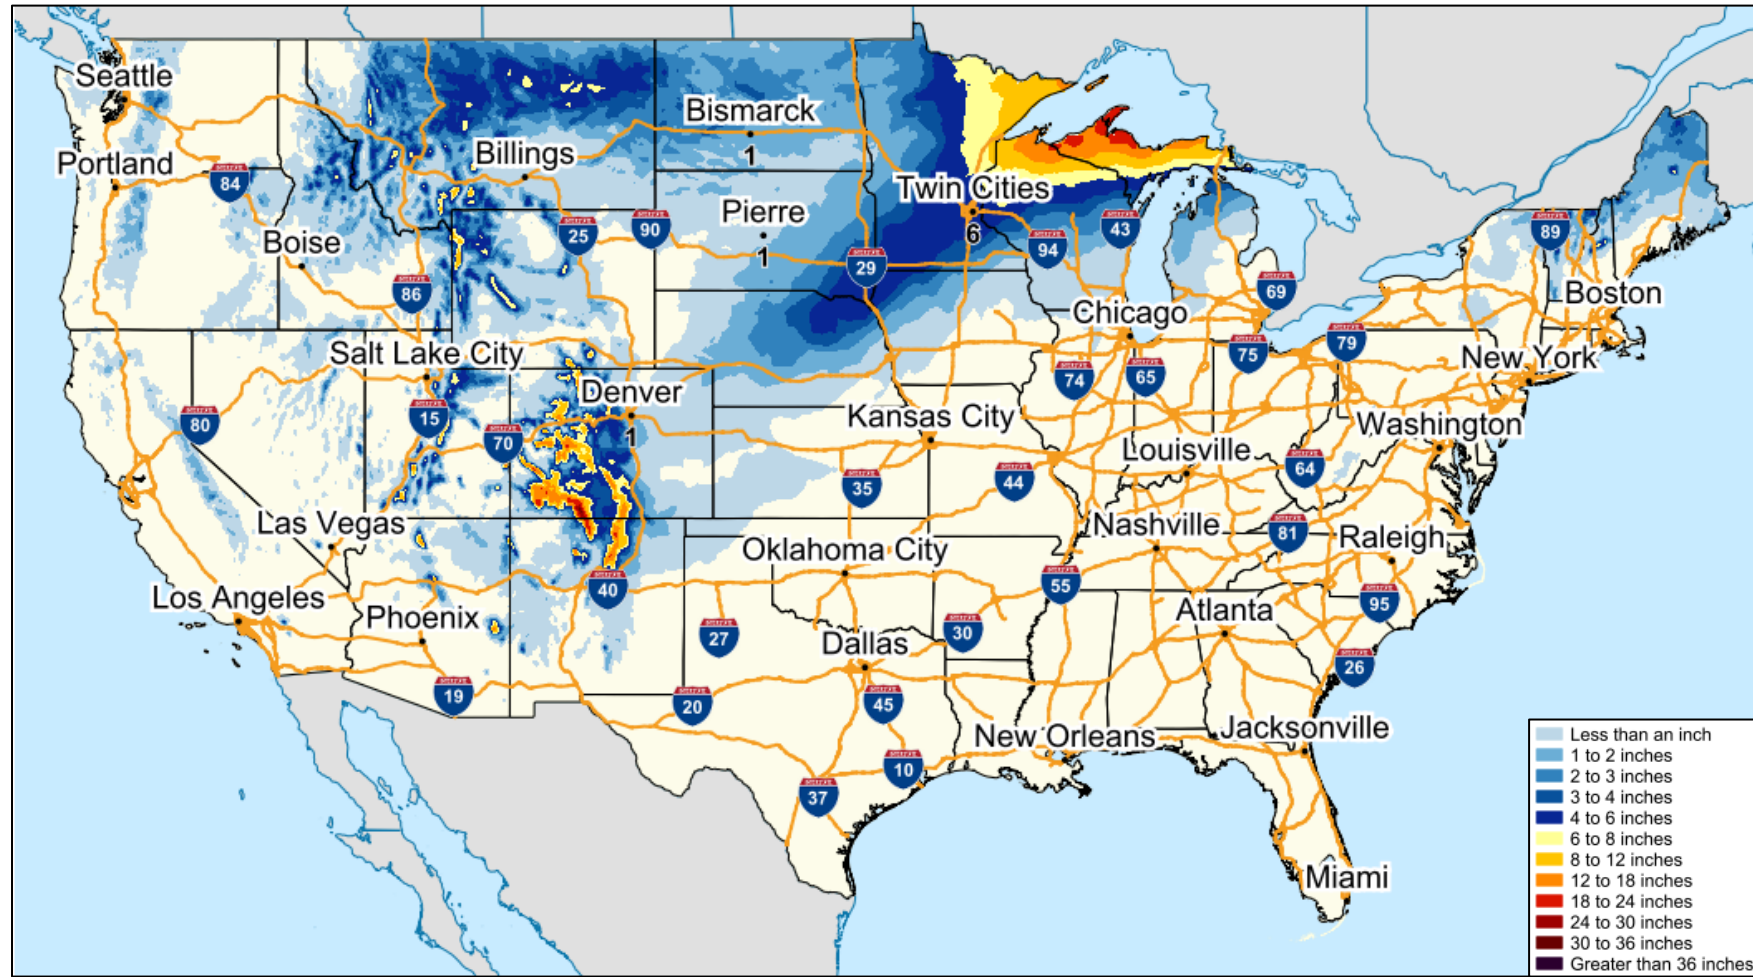 Seattle
Bismarck
1
Billings
Portland
84
Twin Cities
6
Pierre
1
25
90
43
94
89
Boise
29
86
69
Boston
Chicago
Salt Lake City
79
75
New York
74
65
Denver
1
15
80
70
Kansas City
Washington
Louisville
64
35
44
Las Vegas
Nashville
81
Raleigh
Oklahoma City
40
55
Los Angeles
Phoenix
95
Atlanta
27
30
Dallas
26
19
20
45
New Orleans
Jacksonville
10
37
Miami
Less than an inch
1 to 2 inches
2 to 3 inches
3 to 4 inches
4 to 6 inches
6 to 8 inches
8 to 12 inches
12 to 18 inches
18 to 24 inches
24 to 30 inches
30 to 36 inches
Greater than 36 inches